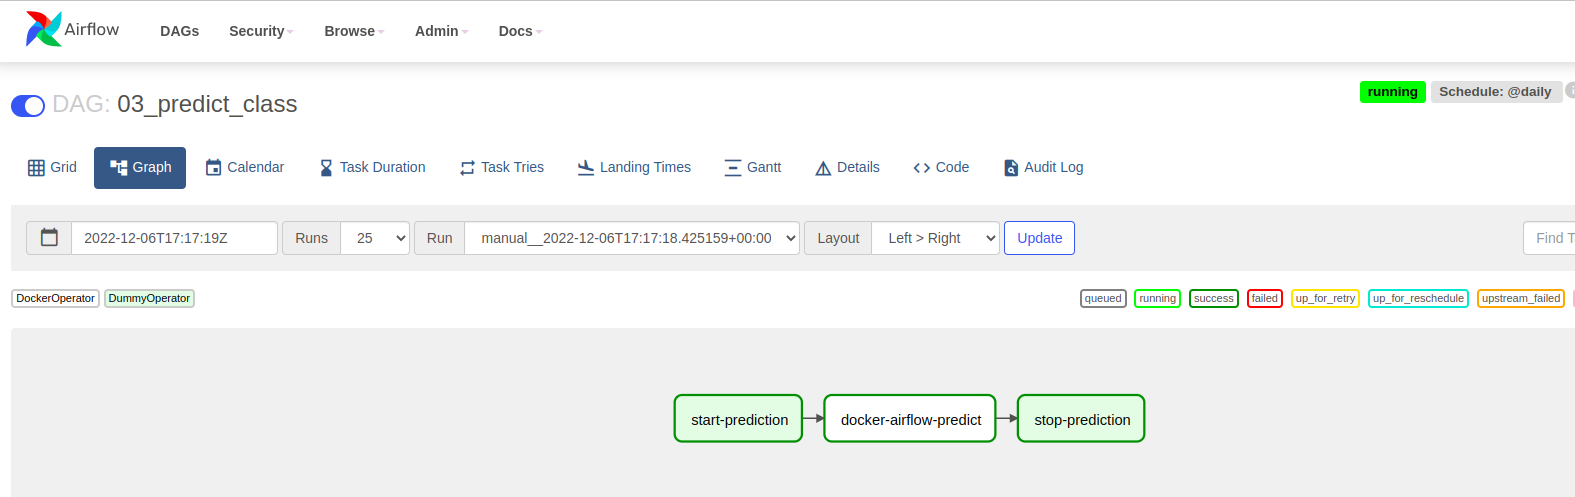 Airflow DAGs Security Browse Admin Docs
DAG: 03_predict_class running Schedule: @daily
Grid Graph Calendar Task Duration Task Tries Landing Times Gantt Details Code Audit Log
2022-12-06T17:17:19Z Runs 25 Run manual__2022-12-06T17:17:18.425159+00:00 Layout Left > Right Update Find T
DockerOperator DummyOperator queued running success failed up_for_retry up_for_reschedule upstream_failed
start-prediction docker-airflow-predict stop-prediction